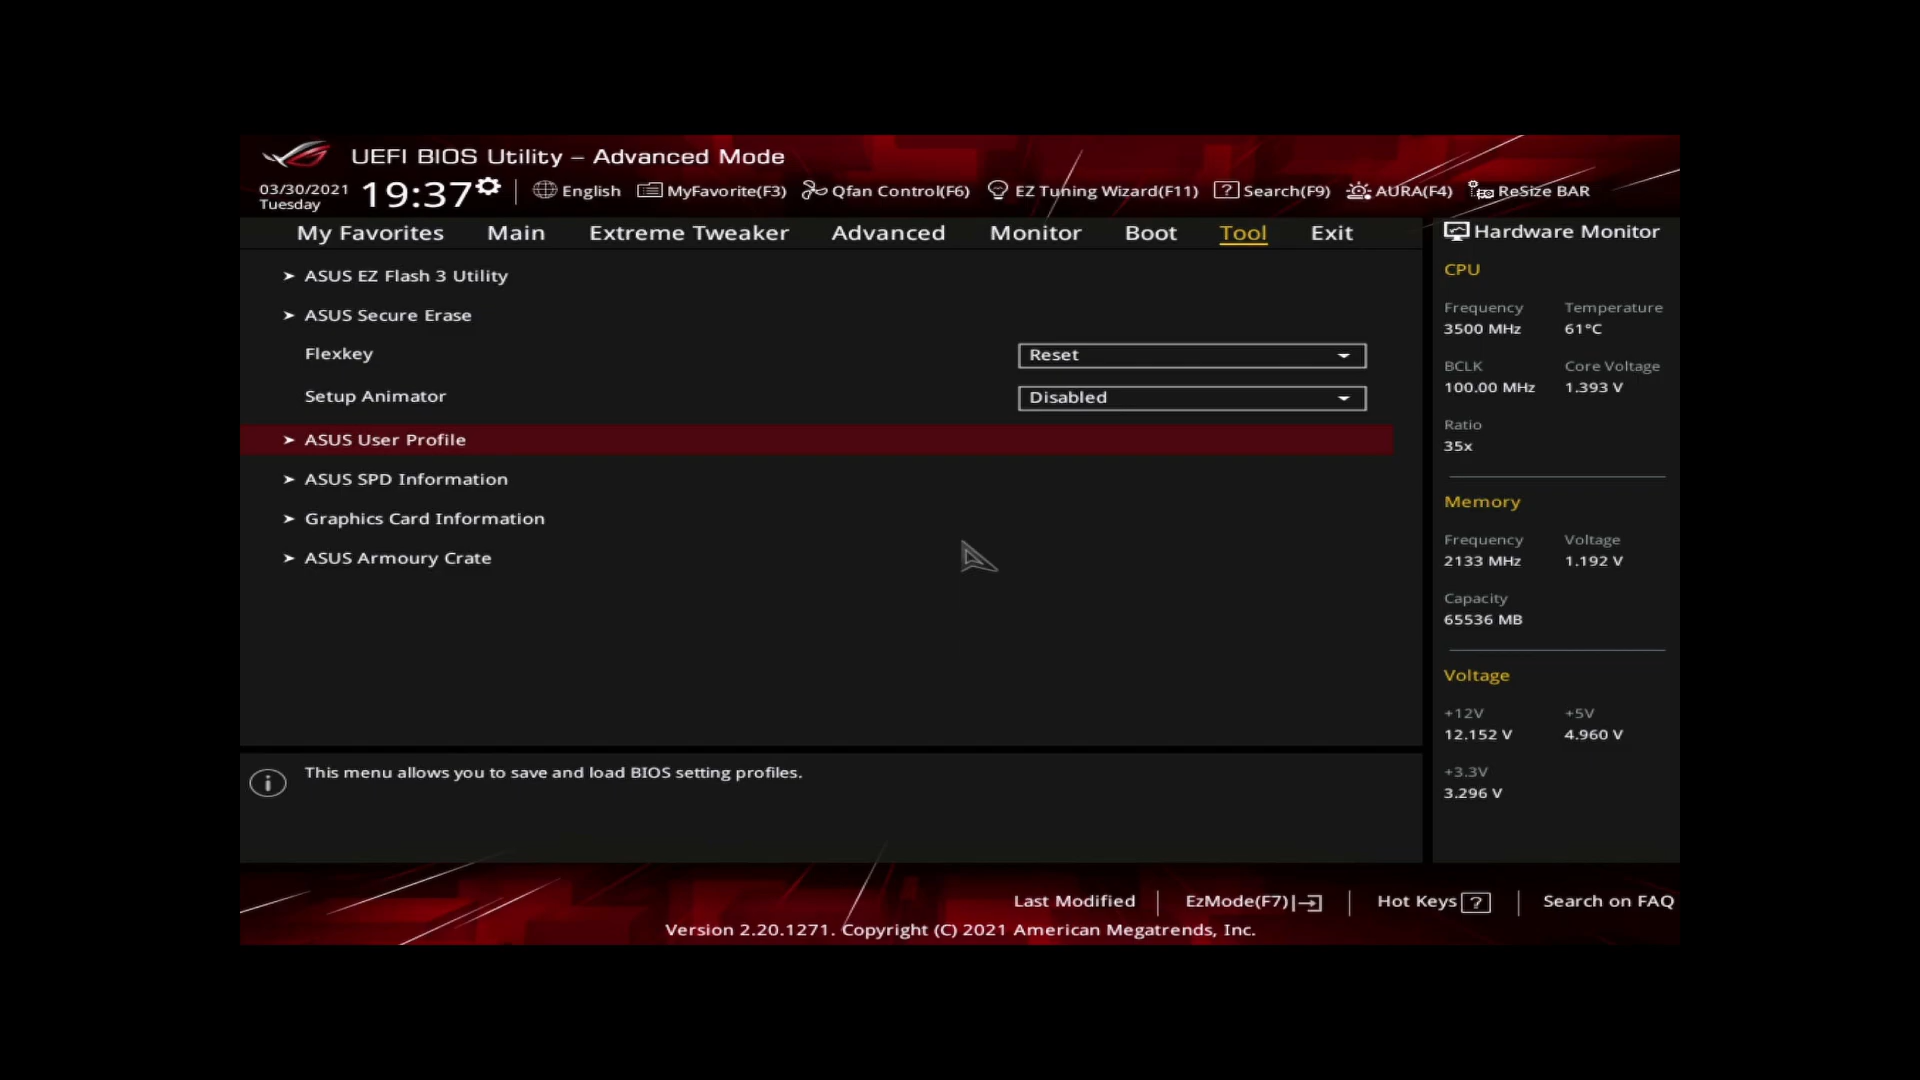 UEFI BIOS Utility – Advanced Mode
03/30/2021
Tuesday
19:37
English
MyFavorite(F3)
Qfan Control(F6)
EZ Tuning Wizard(F11)
? Search(F9)
AURA(F4)
ReSize BAR
My Favorites
Main
Extreme Tweaker
Advanced
Monitor
Boot
Tool
Exit
ASUS EZ Flash 3 Utility
ASUS Secure Erase
Flexkey
Reset
Setup Animator
Disabled
ASUS User Profile
ASUS SPD Information
Graphics Card Information
ASUS Armoury Crate
This menu allows you to save and load BIOS setting profiles.
Hardware Monitor
CPU
Frequency Temperature
3500 MHz 61°C
BCLK Core Voltage
100.00 MHz 1.393 V
Ratio
35x
Memory
Frequency Voltage
2133 MHz 1.192 V
Capacity
65536 MB
Voltage
+12V +5V
12.152 V 4.960 V
+3.3V
3.296 V
Last Modified
EzMode(F7)
Hot Keys ?
Search on FAQ
Version 2.20.1271. Copyright (C) 2021 American Megatrends, Inc.